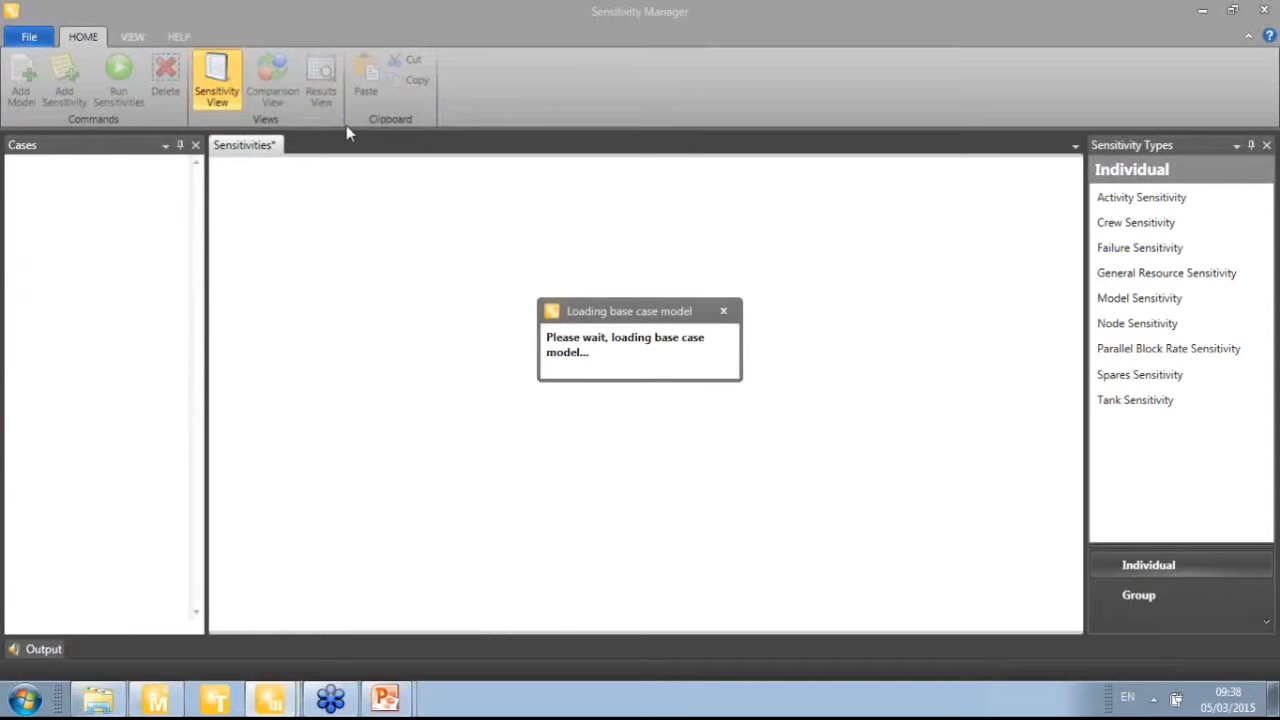 Sensitivity Manager
File HOME VIEW HELP
Add Model
Add Sensitivity
Run Sensitivities
Delete
Sensitivity View
Comparison View
Results View
Paste
Cut
Copy
Commands Views Clipboard
Cases
Sensitivities*
Sensitivity Types
Individual
Activity Sensitivity
Crew Sensitivity
Failure Sensitivity
General Resource Sensitivity
Model Sensitivity
Node Sensitivity
Parallel Block Rate Sensitivity
Spares Sensitivity
Tank Sensitivity
Loading base case model
Please wait, loading base case
model...
Individual
Group
Output
EN
09:38
05/03/2015